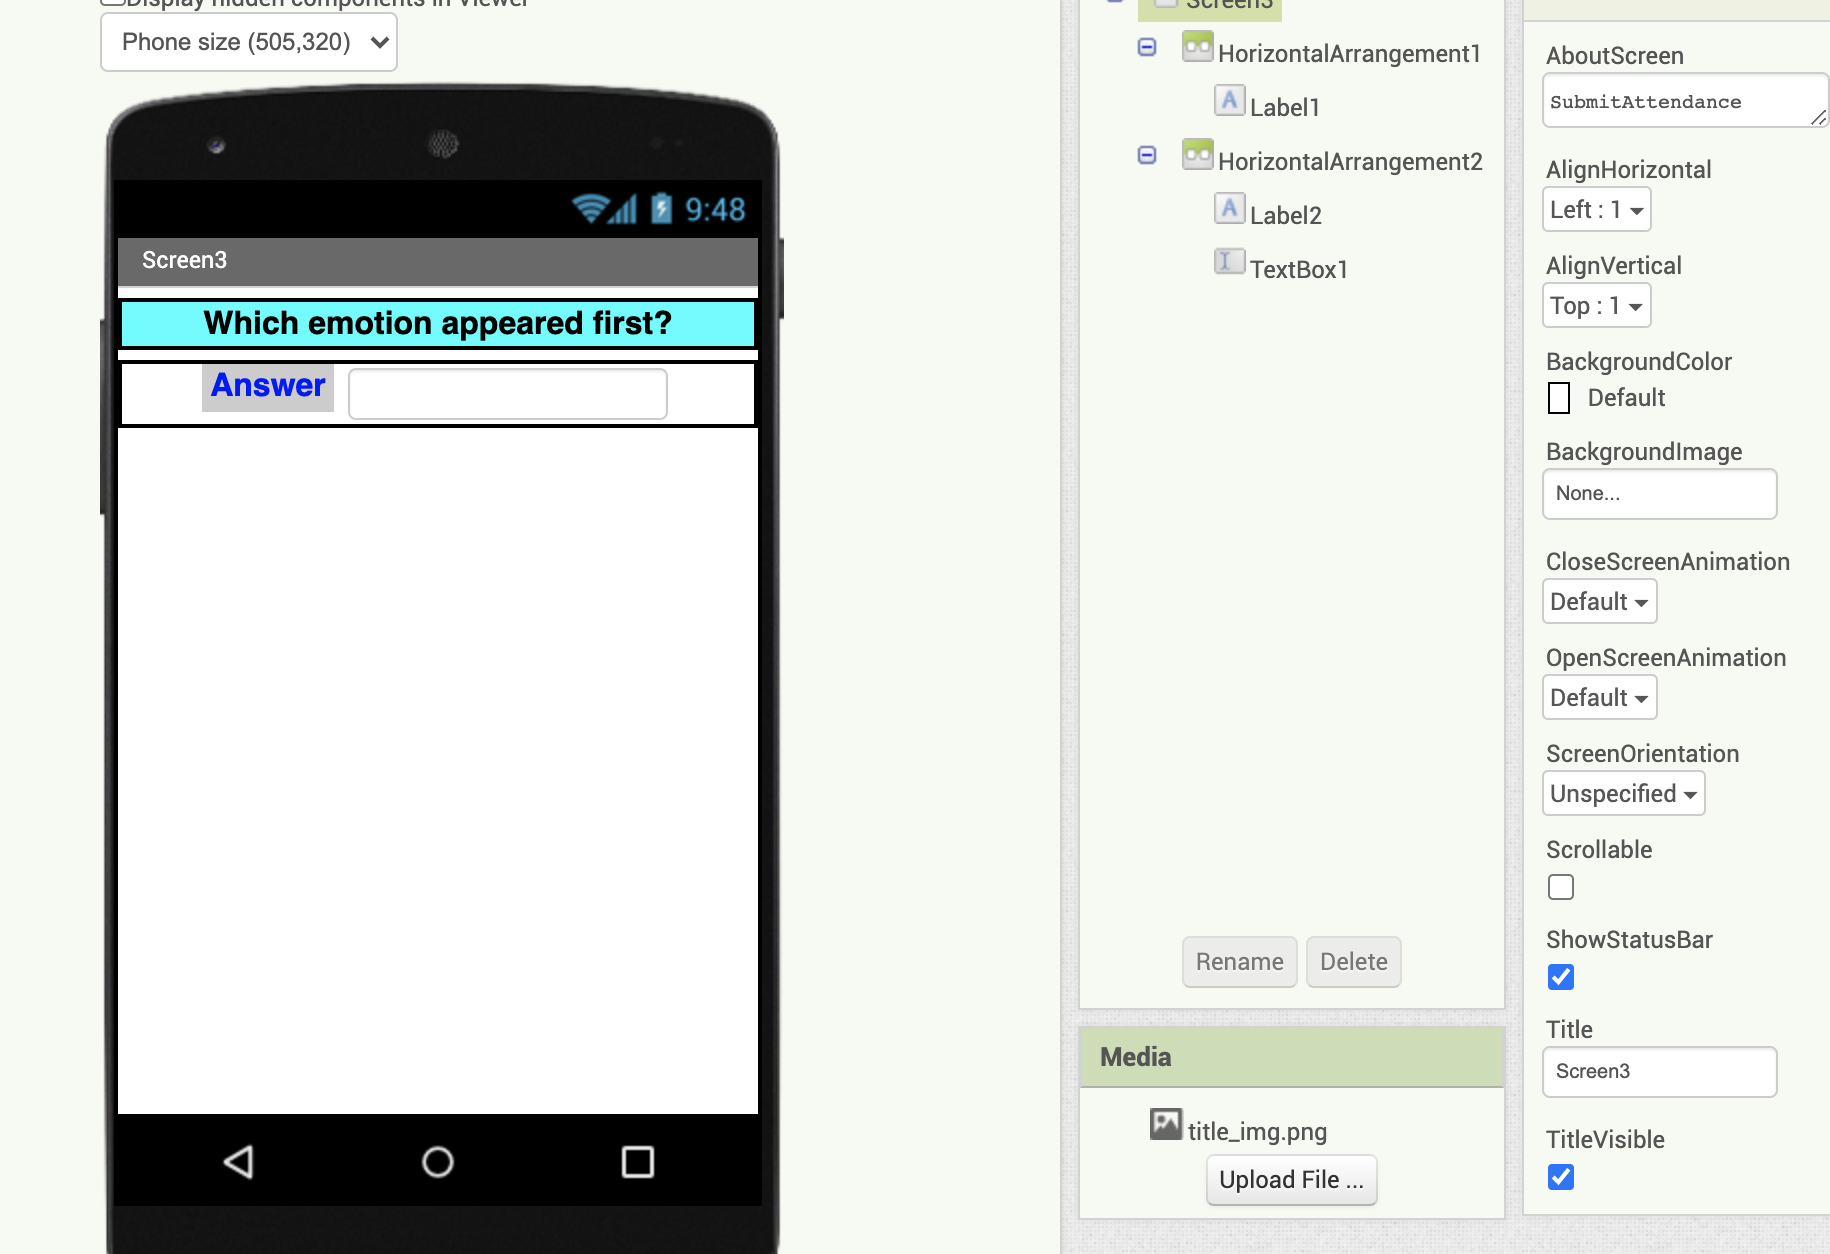 Display hidden components in Viewer
Phone size (505,320)
9:48
Screen3
Which emotion appeared first?
Answer
Screen3
HorizontalArrangement1
A Label1
HorizontalArrangement2
A Label2
TextBox1
Rename Delete
Media
title_img.png
Upload File ...
AboutScreen
SubmitAttendance
AlignHorizontal
Left : 1
AlignVertical
Top : 1
BackgroundColor
Default
BackgroundImage
None...
CloseScreenAnimation
Default
OpenScreenAnimation
Default
ScreenOrientation
Unspecified
Scrollable
ShowStatusBar
Title
Screen3
TitleVisible